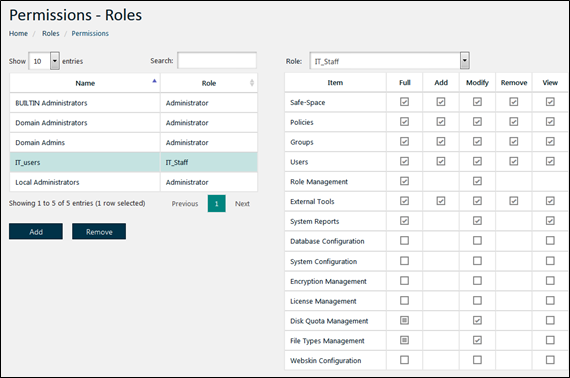 Permissions - Roles
Home / Roles / Permissions
Show 10 entries Search:
Name Role
BUILTIN Administrators Administrator
Domain Administrators Administrator
Domain Admins Administrator
IT_users IT_Staff
Local Administrators Administrator
Showing 1 to 5 of 5 entries (1 row selected) Previous 1 Next
Add Remove
Role: IT_Staff
Item Full Add Modify Remove View
Safe-Space
Policies
Groups
Users
Role Management
External Tools
System Reports
Database Configuration
System Configuration
Encryption Management
License Management
Disk Quota Management
File Types Management
Webskin Configuration